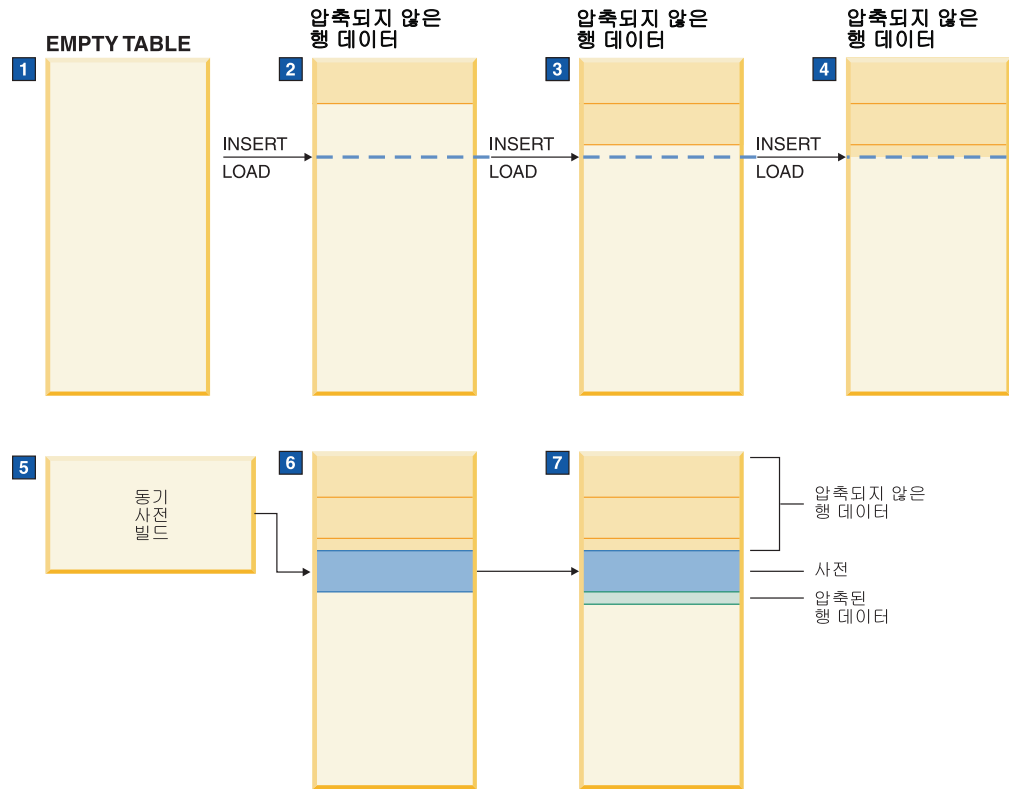 EMPTY TABLE
압축되지 않은
행 데이터
압축되지 않은
행 데이터
압축되지 않은
행 데이터
1
2
3
4
INSERT
LOAD
INSERT
LOAD
INSERT
LOAD
5
동기
사전
빌드
6
7
압축되지 않은
행 데이터
사전
압축된
행 데이터